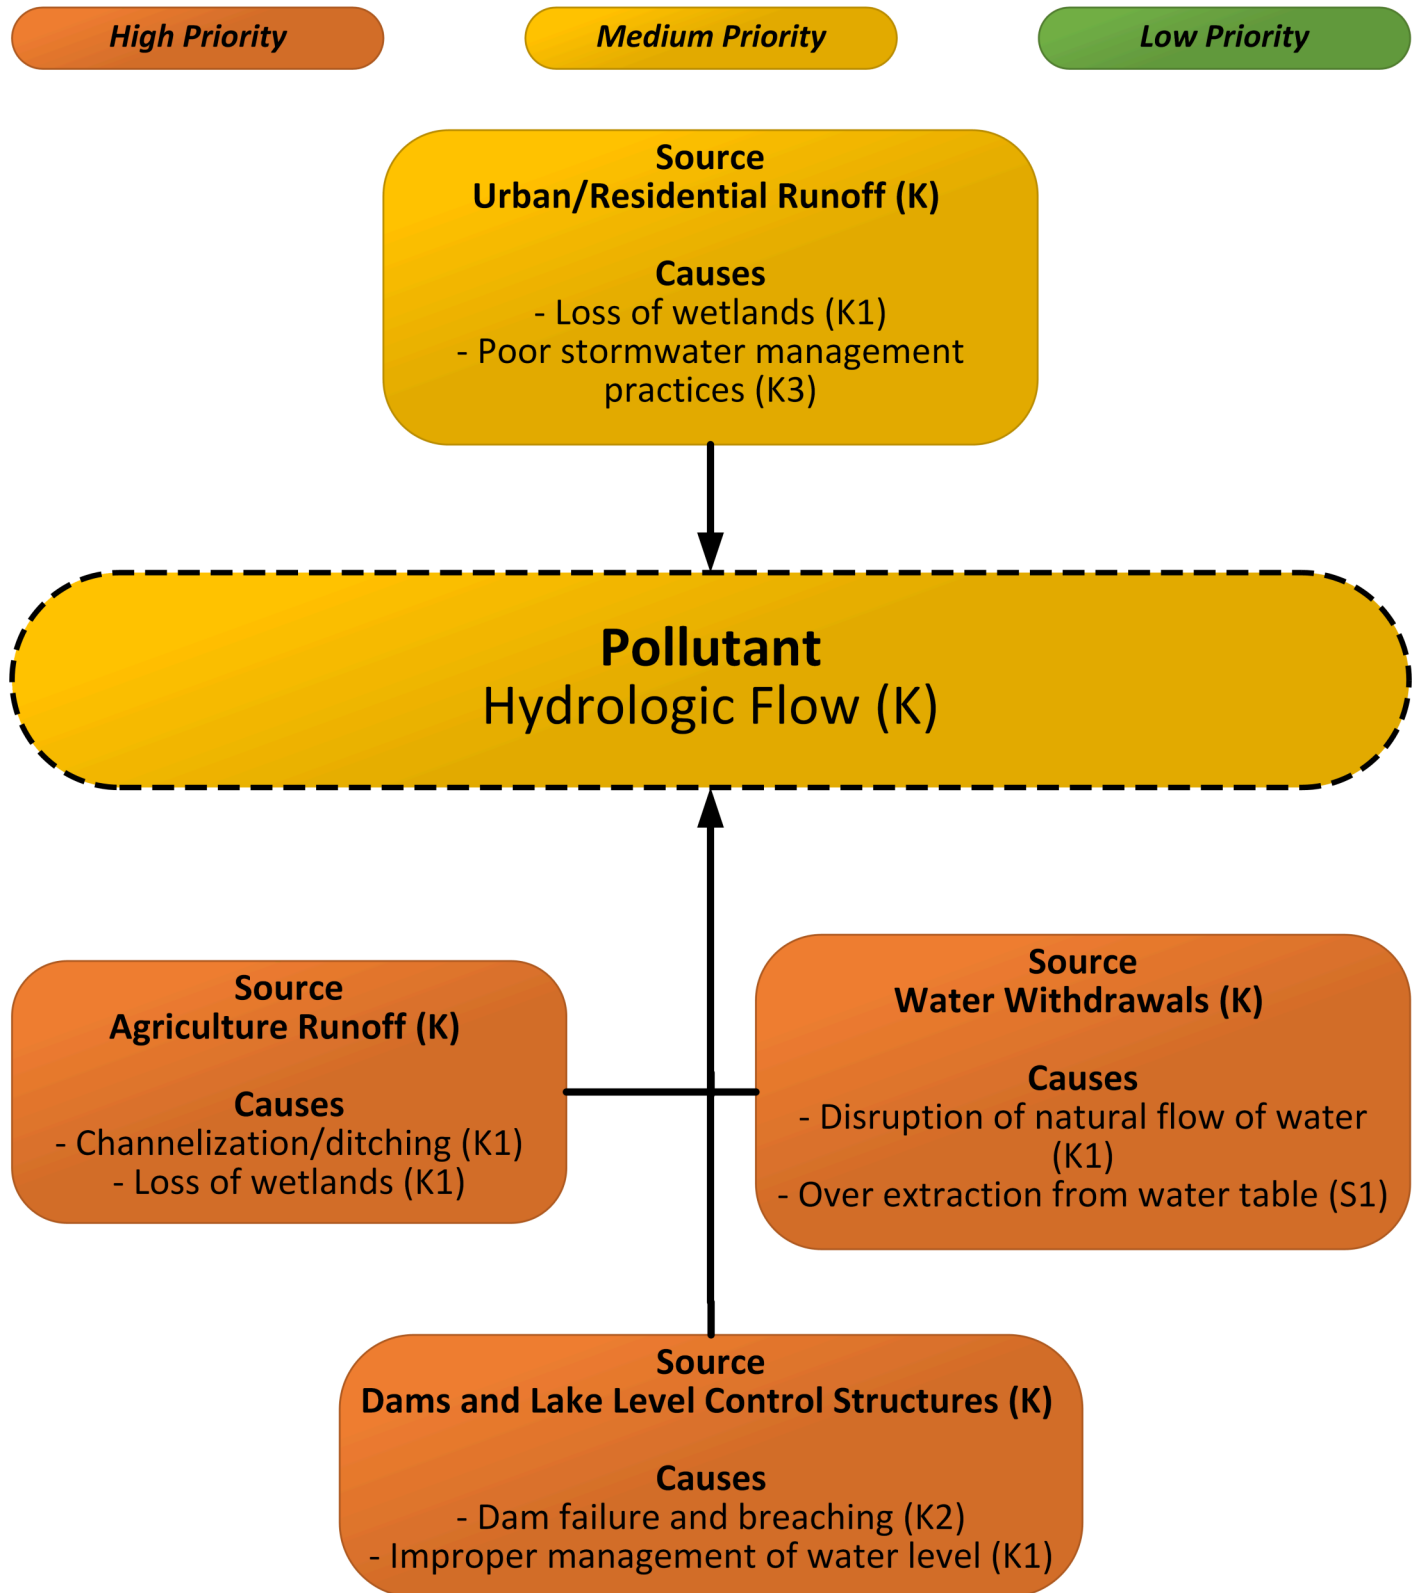 High Priority
Medium Priority
Low Priority
Source
Urban/Residential Runoff (K)
Causes
- Loss of wetlands (K1)
- Poor stormwater management
practices (K3)
Pollutant
Hydrologic Flow (K)
Source
Agriculture Runoff (K)
Causes
- Channelization/ditching (K1)
- Loss of wetlands (K1)
Source
Water Withdrawals (K)
Causes
- Disruption of natural flow of water
(K1)
- Over extraction from water table (S1)
Source
Dams and Lake Level Control Structures (K)
Causes
- Dam failure and breaching (K2)
- Improper management of water level (K1)